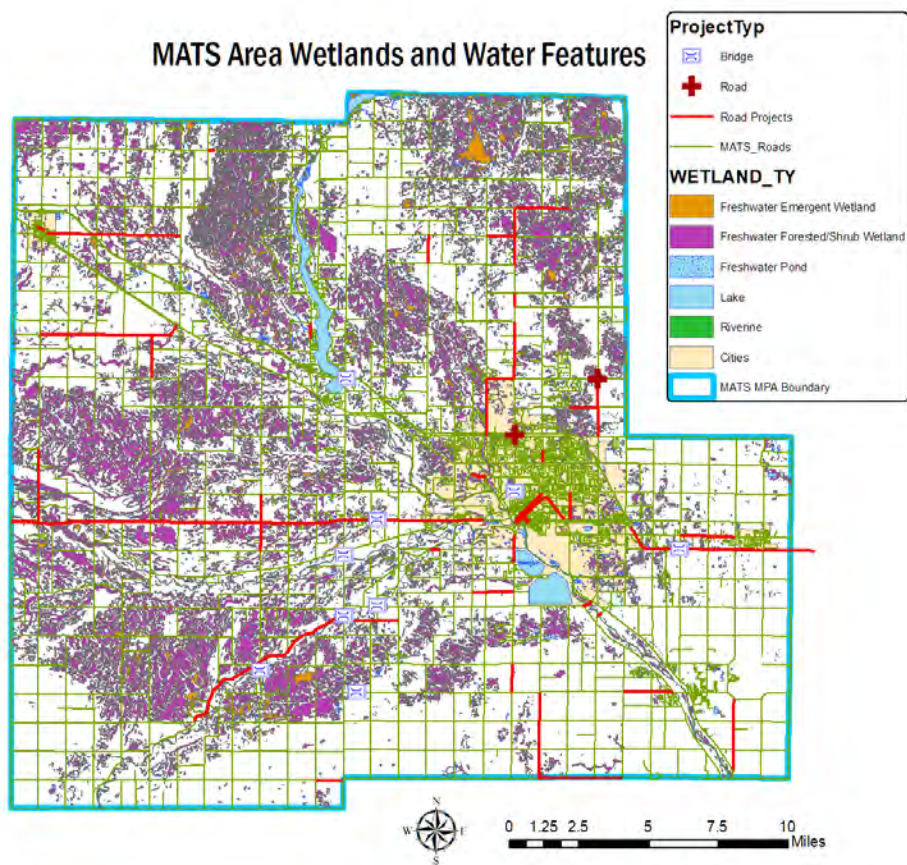 MATS Area Wetlands and Water Features
ProjectTyp
Bridge
Road
Road Projects
MATS_Roads
WETLAND_TY
Freshwater Emergent Wetland
Freshwater Forested/Shrub Wetland
Freshwater Pond
Lake
Riverine
Cities
MATS MPA Boundary
N
W E
S
0 1.25 2.5 5 7.5 10
Miles